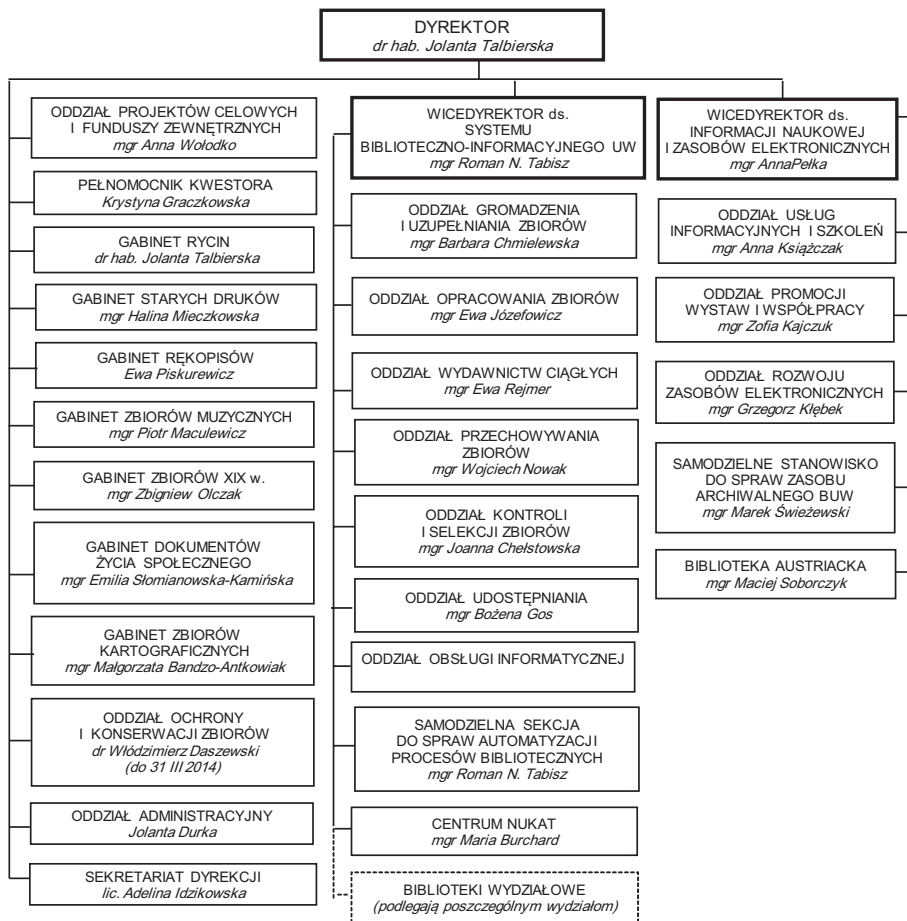 DYREKTOR
dr hab. Jolanta Talbierska
ODDZIAŁ PROJEKTÓW CELOWYCH
I FUNDUSZY ZEWNĘTRZNYCH
mgr Anna Wołodko
PEŁNOMOCNIK KWESTORA
Krystyna Graczkowska
GABINET RYCIN
dr hab. Jolanta Talbierska
GABINET STARYCH DRUKÓW
mgr Halina Mieczkowska
GABINET RĘKOPISÓW
Ewa Piskurewicz
GABINET ZBIORÓW MUZYCZNYCH
mgr Piotr Maculewicz
GABINET ZBIORÓW XIX w.
mgr Zbigniew Olczak
GABINET DOKUMENTÓW
ŻYCIA SPOŁECZNEGO
mgr Emilia Słomianowska-Kamińska
GABINET ZBIORÓW
KARTOGRAFICZNYCH
mgr Małgorzata Bandzo-Antkowiak
ODDZIAŁ OCHRONY
I KONSERWACJI ZBIORÓW
dr Włódzimierz Daszewski
(do 31 III 2014)
ODDZIAŁ ADMINISTRACYJNY
Jolanta Durka
SEKRETARIAT DYREKCJI
lic. Adelina Idzikowska
WICEDYREKTOR ds.
SYSTEMU
BIBLIOTECZNO-INFORMACYJNEGO UW
mgr Roman N. Tabisz
ODDZIAŁ GROMADZENIA
I UZUPEŁNIANIA ZBIORÓW
mgr Barbara Chmielewska
ODDZIAŁ OPRACOWANIA ZBIORÓW
mgr Ewa Józefowicz
ODDZIAŁ WYDAWNICTW CIĄGŁYCH
mgr Ewa Rejmer
ODDZIAŁ PRZECHOWYWANIA
ZBIORÓW
mgr Wojciech Nowak
ODDZIAŁ KONTROLI
I SELEKCJI ZBIORÓW
mgr Joanna Chełstowska
ODDZIAŁ UDOSTĘPNIANIA
mgr Bożena Gos
ODDZIAŁ OBSŁUGI INFORMATYCZNEJ
SAMODZIELNA SEKCJA
DO SPRAW AUTOMATYZACJI
PROCESÓW BIBLIOTECZNYCH
mgr Roman N. Tabisz
CENTRUM NUKAT
mgr Maria Burchard
BIBLIOTEKI WYDZIAŁOWE
(podlegają poszczególnym wydziałom)
WICEDYREKTOR ds.
INFORMACJI NAUKOWEJ
I ZASOBÓW ELEKTRONICZNYCH
mgr AnnaPełka
ODDZIAŁ USŁUG
INFORMACYJNYCH I SZKOLEŃ
mgr Anna Książczak
ODDZIAŁ PROMOCJI
WYSTAW I WSPÓŁPRACY
mgr Zofia Kajczuk
ODDZIAŁ ROZWOJU
ZASOBÓW ELEKTRONICZNYCH
mgr Grzegorz Kłębek
SAMODZIELNE STANOWISKO
DO SPRAW ZASOBU
ARCHIWALNEGO BUW
mgr Marek Świeżewski
BIBLIOTEKA AUSTRIACKA
mgr Maciej Soborczyk